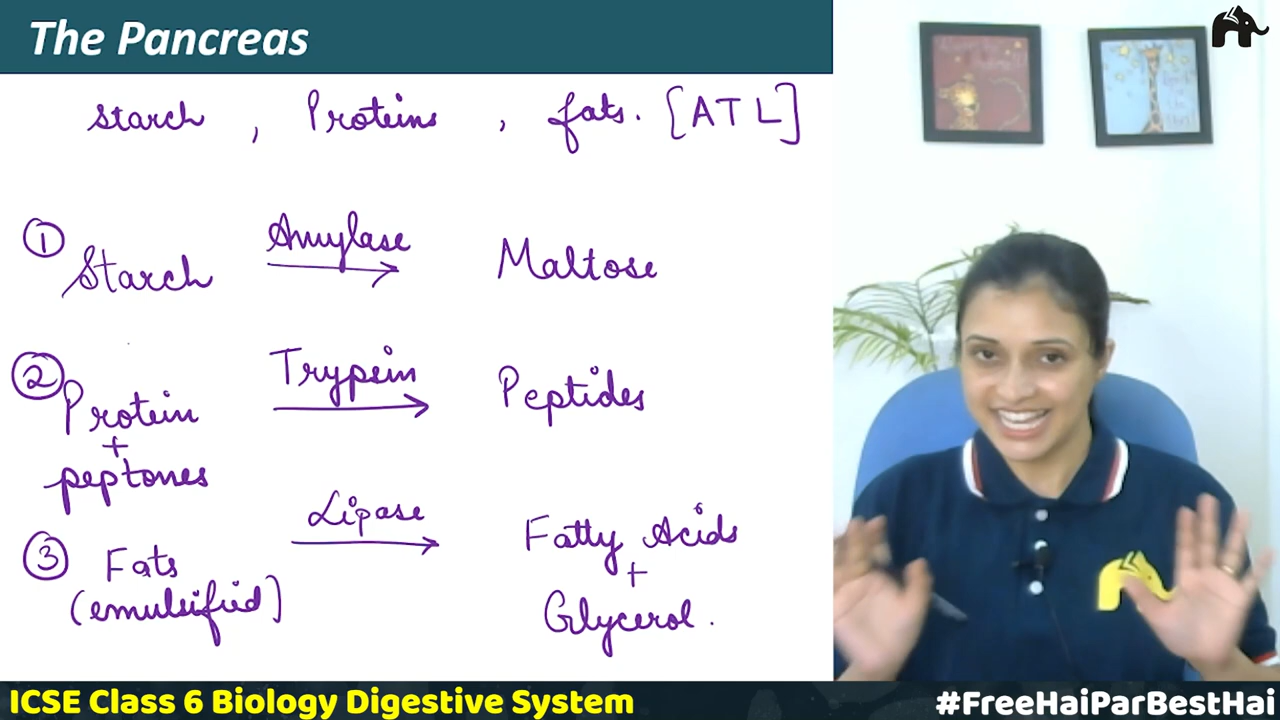 The Pancreas
starch , Proteins , fats. [ATL]
① Starch Amylase Maltose
② Protein + peptones Trypsin Peptides
③ Fats (emulsified) Lipase Fatty Acids + Glycerol.
ICSE Class 6 Biology Digestive System
#FreeHaiParBestHai